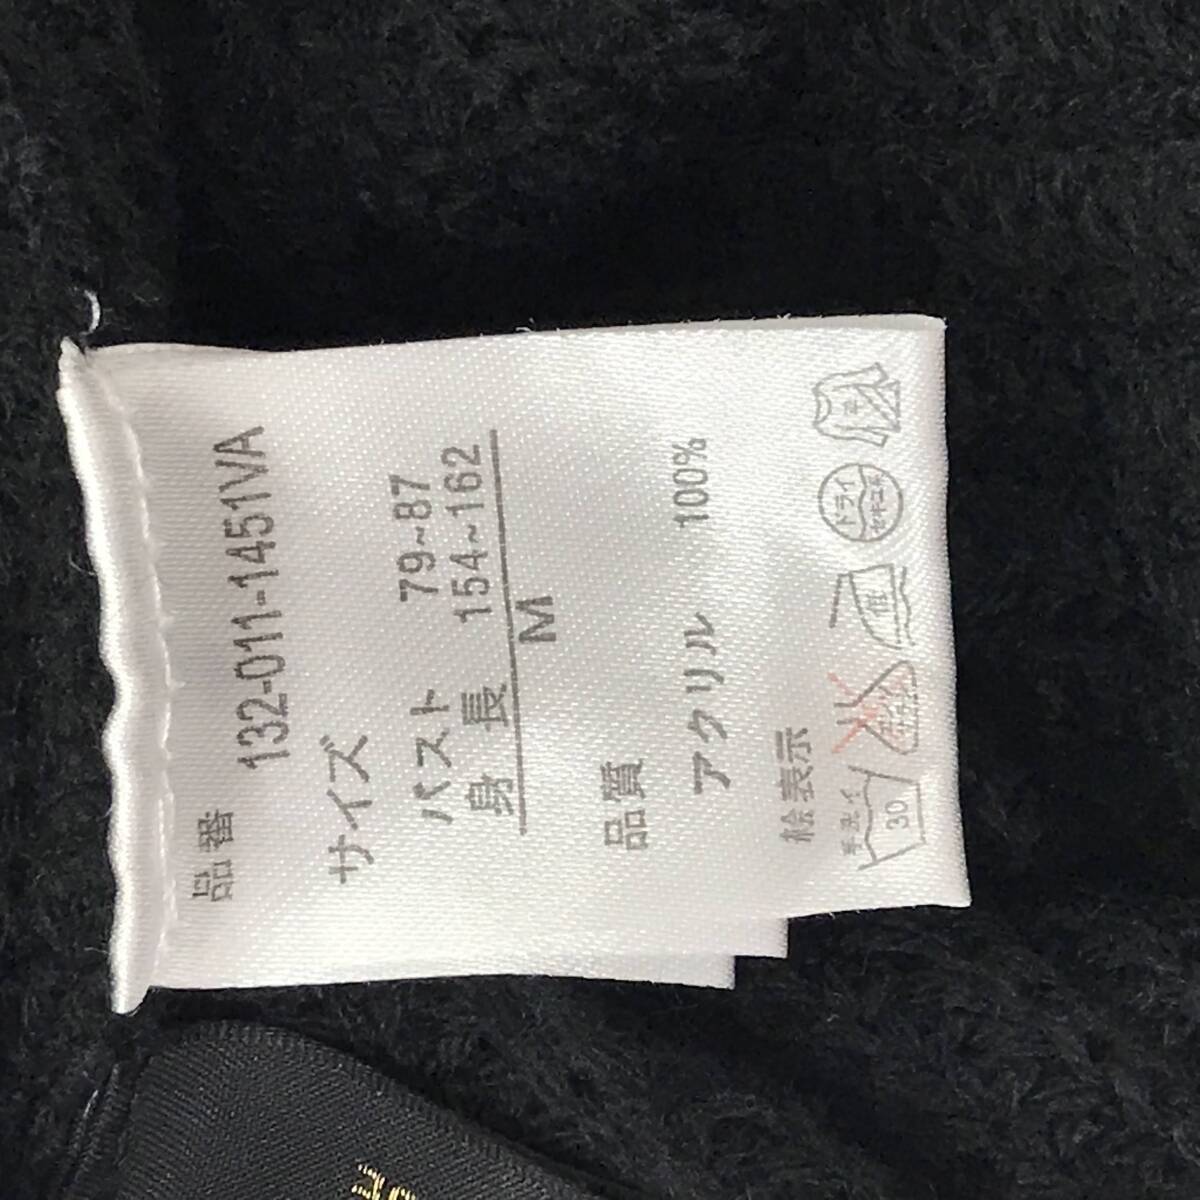 品番
132-011-1451VA
サイズ
バスト 79~87
身長 154~162
M
品質
アクリル 100%
絵表示
手洗イ
30
低
ドライ
セキユ系
平